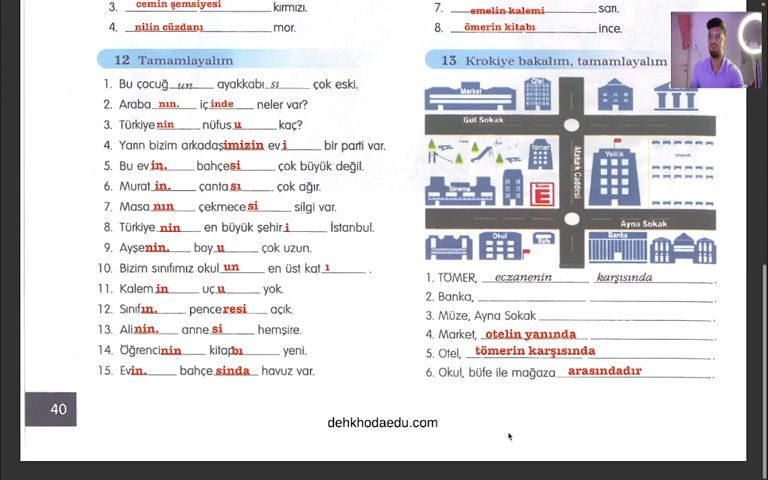 3. cemin şemsiyesi kırmızı.
4. nilin cüzdanı mor.
12 Tamamlayalım
1. Bu çocuğ un ayakkabı sı çok eski.
2. Araba nın. iç inde neler var?
3. Türkiye nin nüfus u kaç?
4. Yarın bizim arkadaş imizin ev i bir parti var.
5. Bu ev in. bahçe si çok büyük değil.
6. Murat in. çanta sı çok ağır.
7. Masa nın çekmece si silgi var.
8. Türkiye nin en büyük şehir i İstanbul.
9. Ayşe nin. boy u çok uzun.
10. Bizim sınıfımız okul un en üst kat ı .
11. Kalem in uç u yok.
12. Sınıf ın. pence resi açık.
13. Ali nin. anne si hemşire.
14. Öğrenci nin kitap bı yeni.
15. Ev in. bahçe sinda havuz var.
40
7. emelin kalemi sarı.
8. ömerin kitabı ince.
13 Krokiye bakalım, tamamlayalım
Market
Otel
Gül Sokak
Park
Tömer
Atatürk Caddesi
Valilik
Sinema
E
Ayna Sokak
Okul
Büfe
Banka
1. TÖMER, eczanenin karşısında .
2. Banka, .
3. Müze, Ayna Sokak .
4. Market, otelin yanında .
5. Otel, tömerin karşısında .
6. Okul, büfe ile mağaza arasındadır .
dehkhodaedu.com